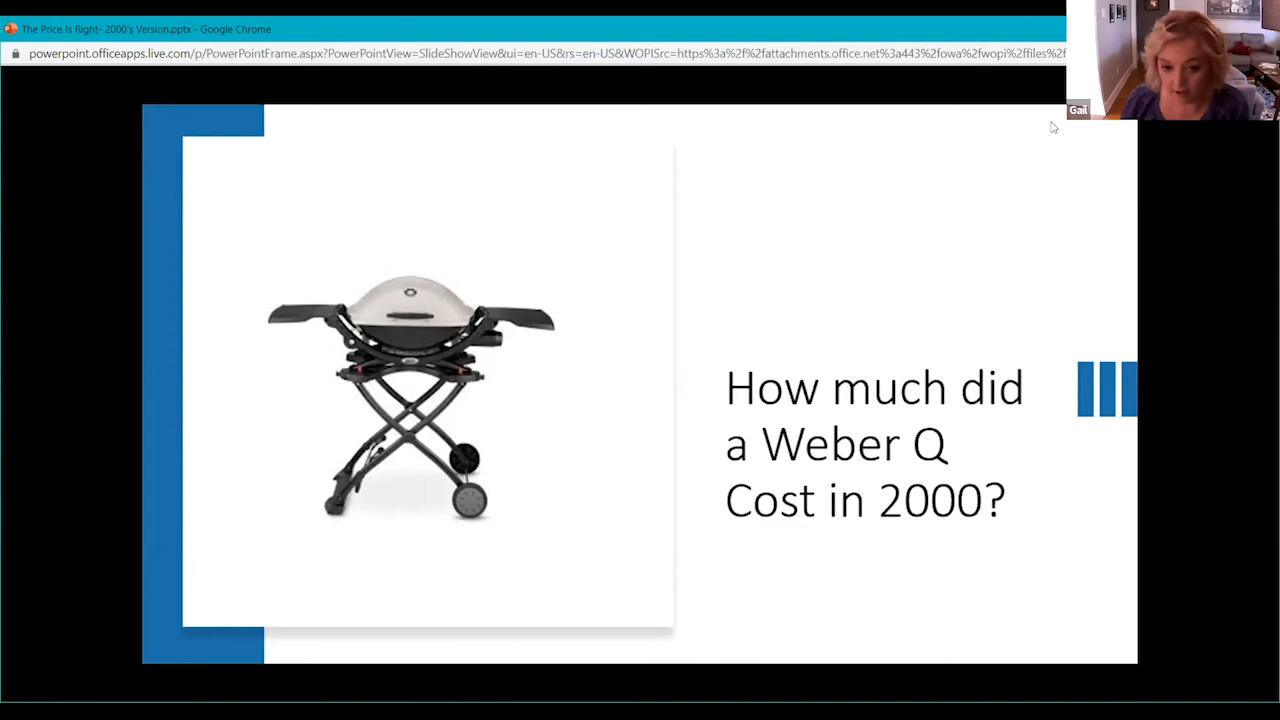 The Price Is Right- 2000's Version.pptx - Google Chrome
powerpoint.officeapps.live.com/p/PowerPointFrame.aspx?PowerPointView=SlideShowView&ui=en-US&rs=en-US&WOPISrc=https%3a%2f%2fattachments.office.net%3a443%2fowa%2fwopi%2ffiles%2f
Gail
How much did
a Weber Q
Cost in 2000?